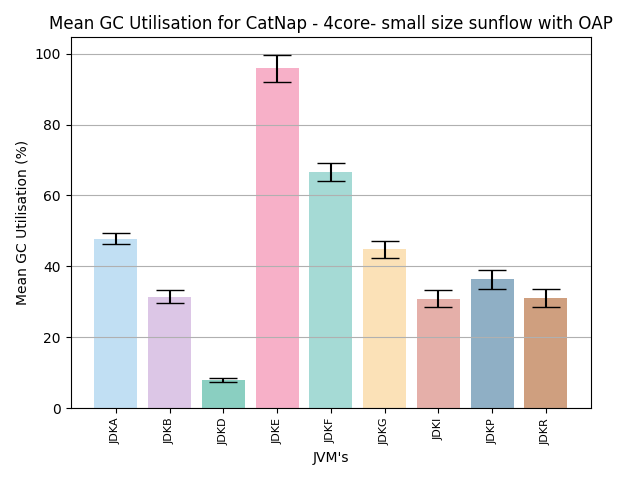 Mean GC Utilisation for CatNap - 4core- small size sunflow with OAP
Mean GC Utilisation (%)
100
80
60
40
20
0
JDKA
JDKB
JDKD
JDKE
JDKF
JDKG
JDKI
JDKP
JDKR
JVM's